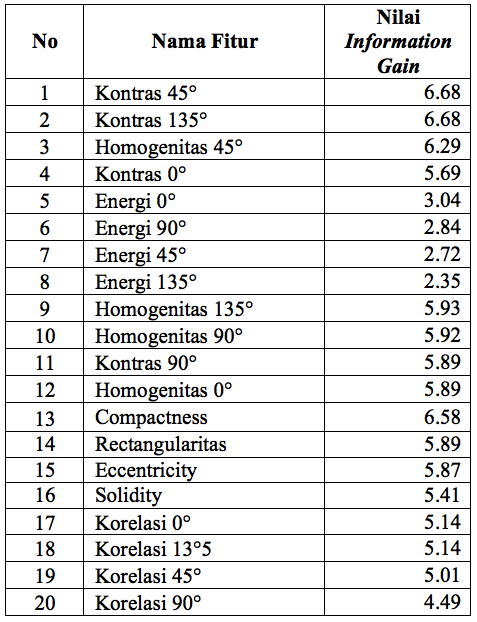 No Nama Fitur Nilai Information Gain
1 Kontras 45° 6.68
2 Kontras 135° 6.68
3 Homogenitas 45° 6.29
4 Kontras 0° 5.69
5 Energi 0° 3.04
6 Energi 90° 2.84
7 Energi 45° 2.72
8 Energi 135° 2.35
9 Homogenitas 135° 5.93
10 Homogenitas 90° 5.92
11 Kontras 90° 5.89
12 Homogenitas 0° 5.89
13 Compactness 6.58
14 Rectangularitas 5.89
15 Eccentricity 5.87
16 Solidity 5.41
17 Korelasi 0° 5.14
18 Korelasi 13°5 5.14
19 Korelasi 45° 5.01
20 Korelasi 90° 4.49